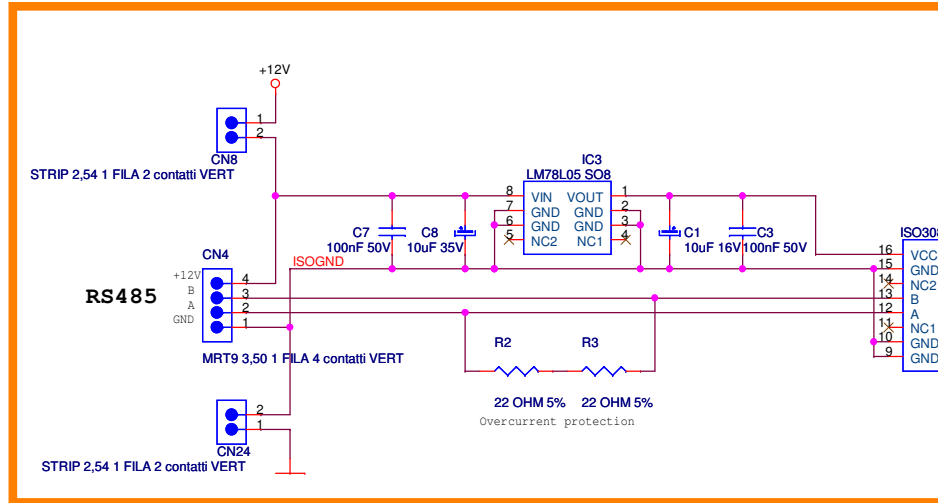 +12V
1
2
CN8
STRIP 2,54 1 FILA 2 contatti VERT
IC3
LM78L05 SO8
8 VIN VOUT 1
7 GND GND 2
6 GND GND 3
5 NC2 NC1 4
C7
100nF 50V
C8
10uF 35V
C1
10uF 16V
C3
100nF 50V
ISOGND
CN4
RS485
+12V 4
B 3
A 2
GND 1
MRT9 3,50 1 FILA 4 contatti VERT
ISO308
16 VCC
15 GND
14 NC2
13 B
12 A
11 NC1
10 GND
9 GND
R2
R3
22 OHM 5%
22 OHM 5%
Overcurrent protection
2
1
CN24
STRIP 2,54 1 FILA 2 contatti VERT